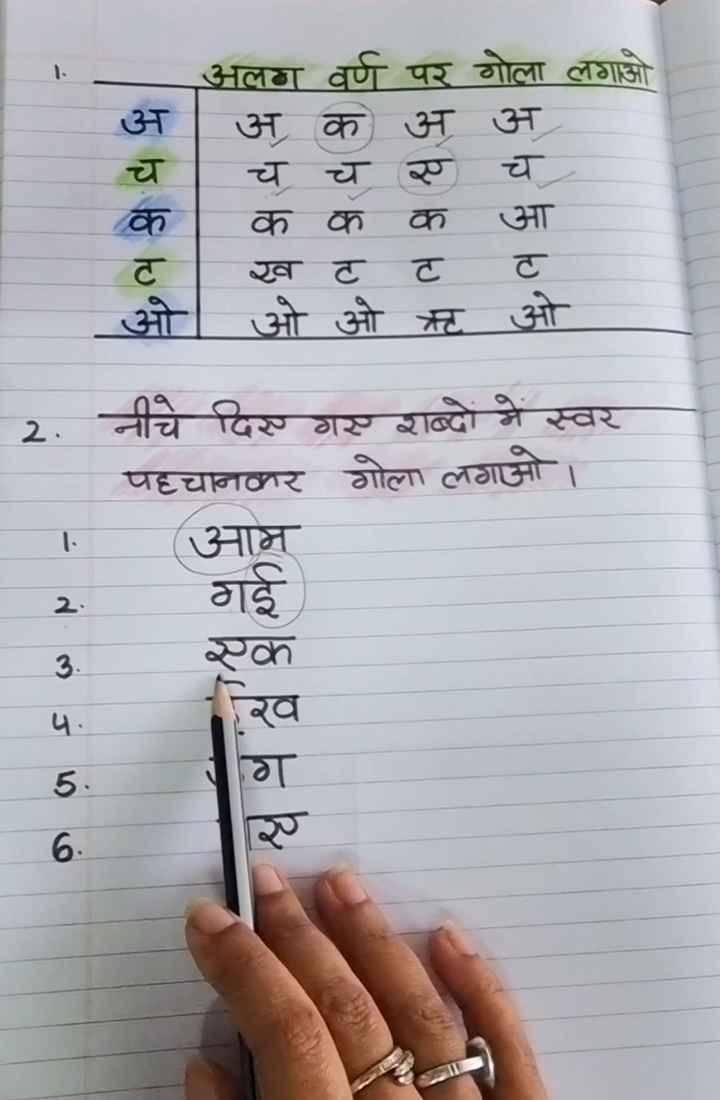 1. अलग वर्ण पर गोला लगाओ
अ अ क अ अ
च च च ए च
क क क क आ
ट ख ट ट ट
ओ ओ ओ ऋ ओ
2. नीचे दिए गए शब्दों में स्वर
पहचानकर गोला लगाओ।
1. आम
2. गई
3. एक
4.
5.
6.